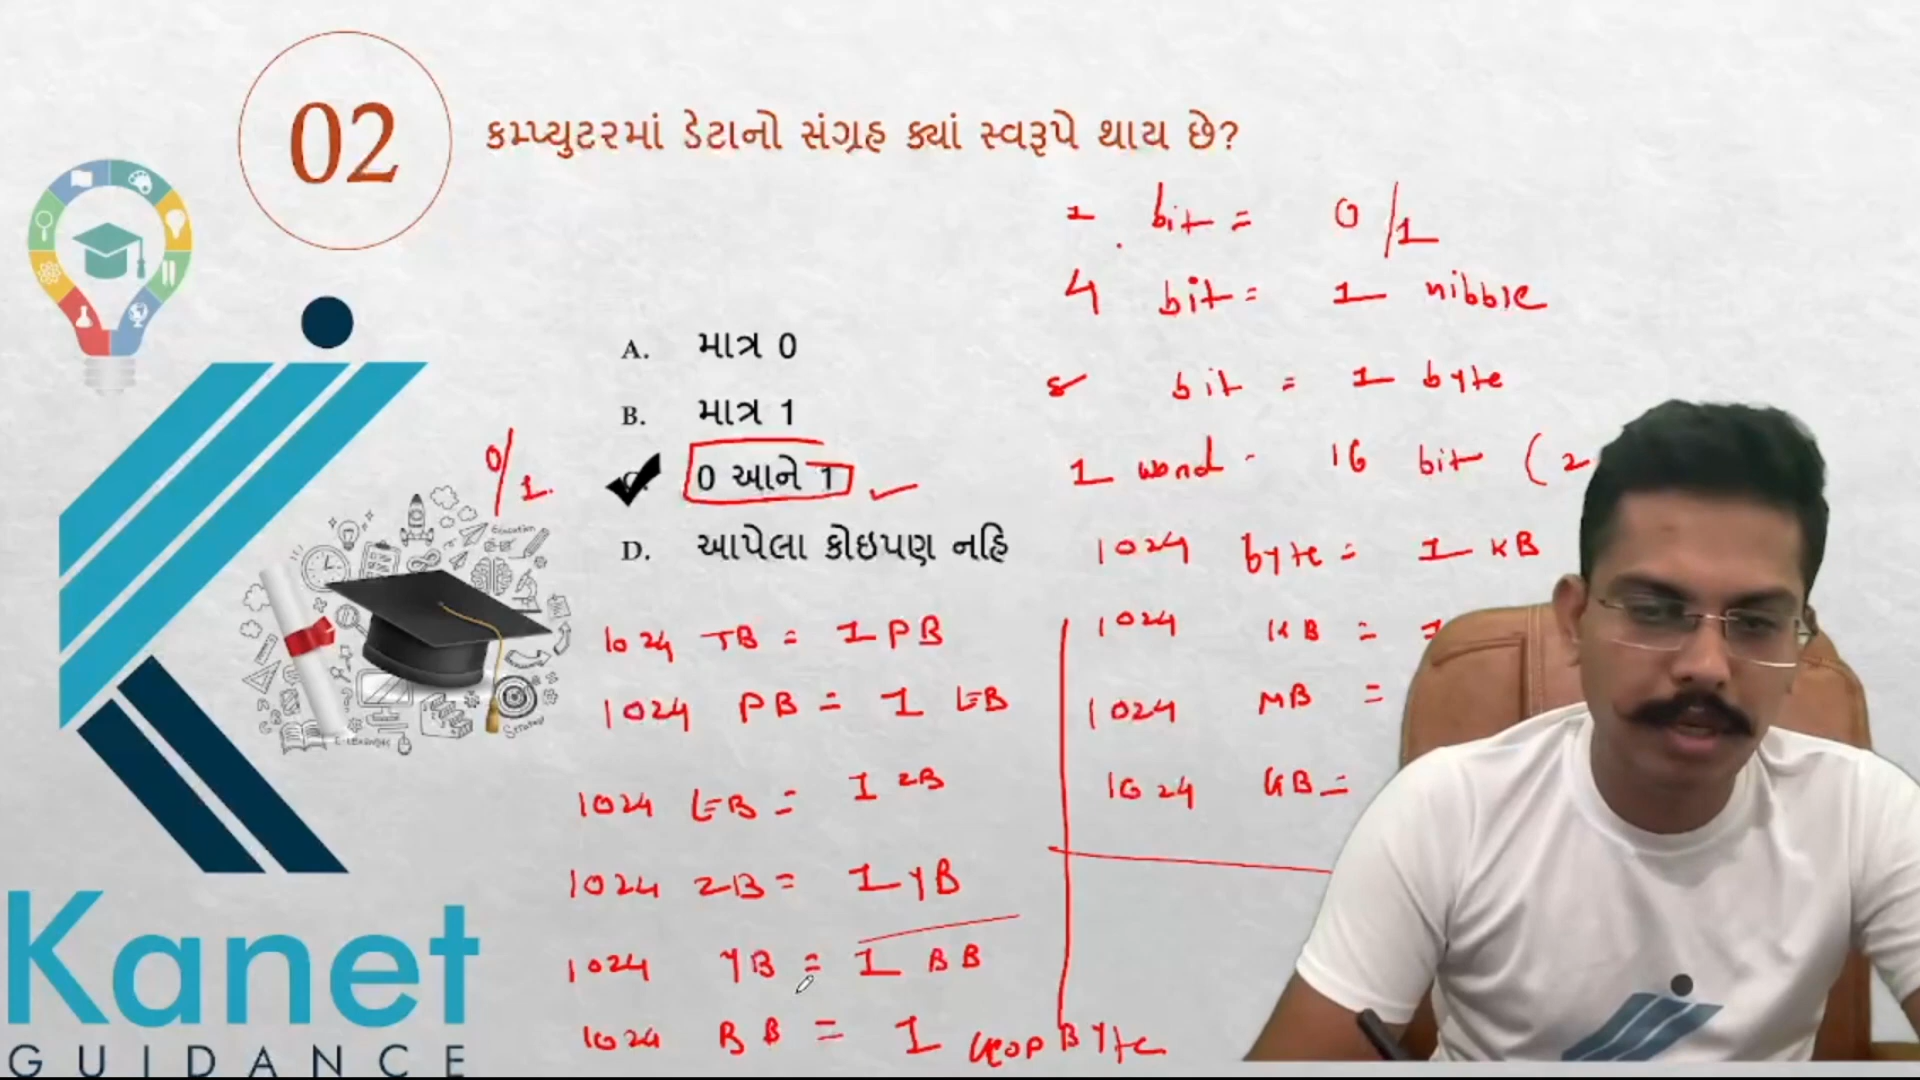 02
કમ્પ્યુટરમાં ડેટાનો સંગ્રહ ક્યાં સ્વરૂપે થાય છે?
1 bit = 0/1
4 bit = 1 nibble
8 bit = 1 byte
1 word - 16 bit (2
1024 byte = 1 KB
1024 KB =
1024 MB =
1024 GB =
A. માત્ર 0
B. માત્ર 1
0/1
0 આને 1
D. આપેલા કોઇપણ નહિ
1024 TB = 1 PB
1024 PB = 1 EB
1024 EB = 1 ZB
1024 ZB = 1 YB
1024 YB = 1 BB
1024 BB = 1 GeopByte
Education
E-LEARNING
Kanet
GUIDANCE